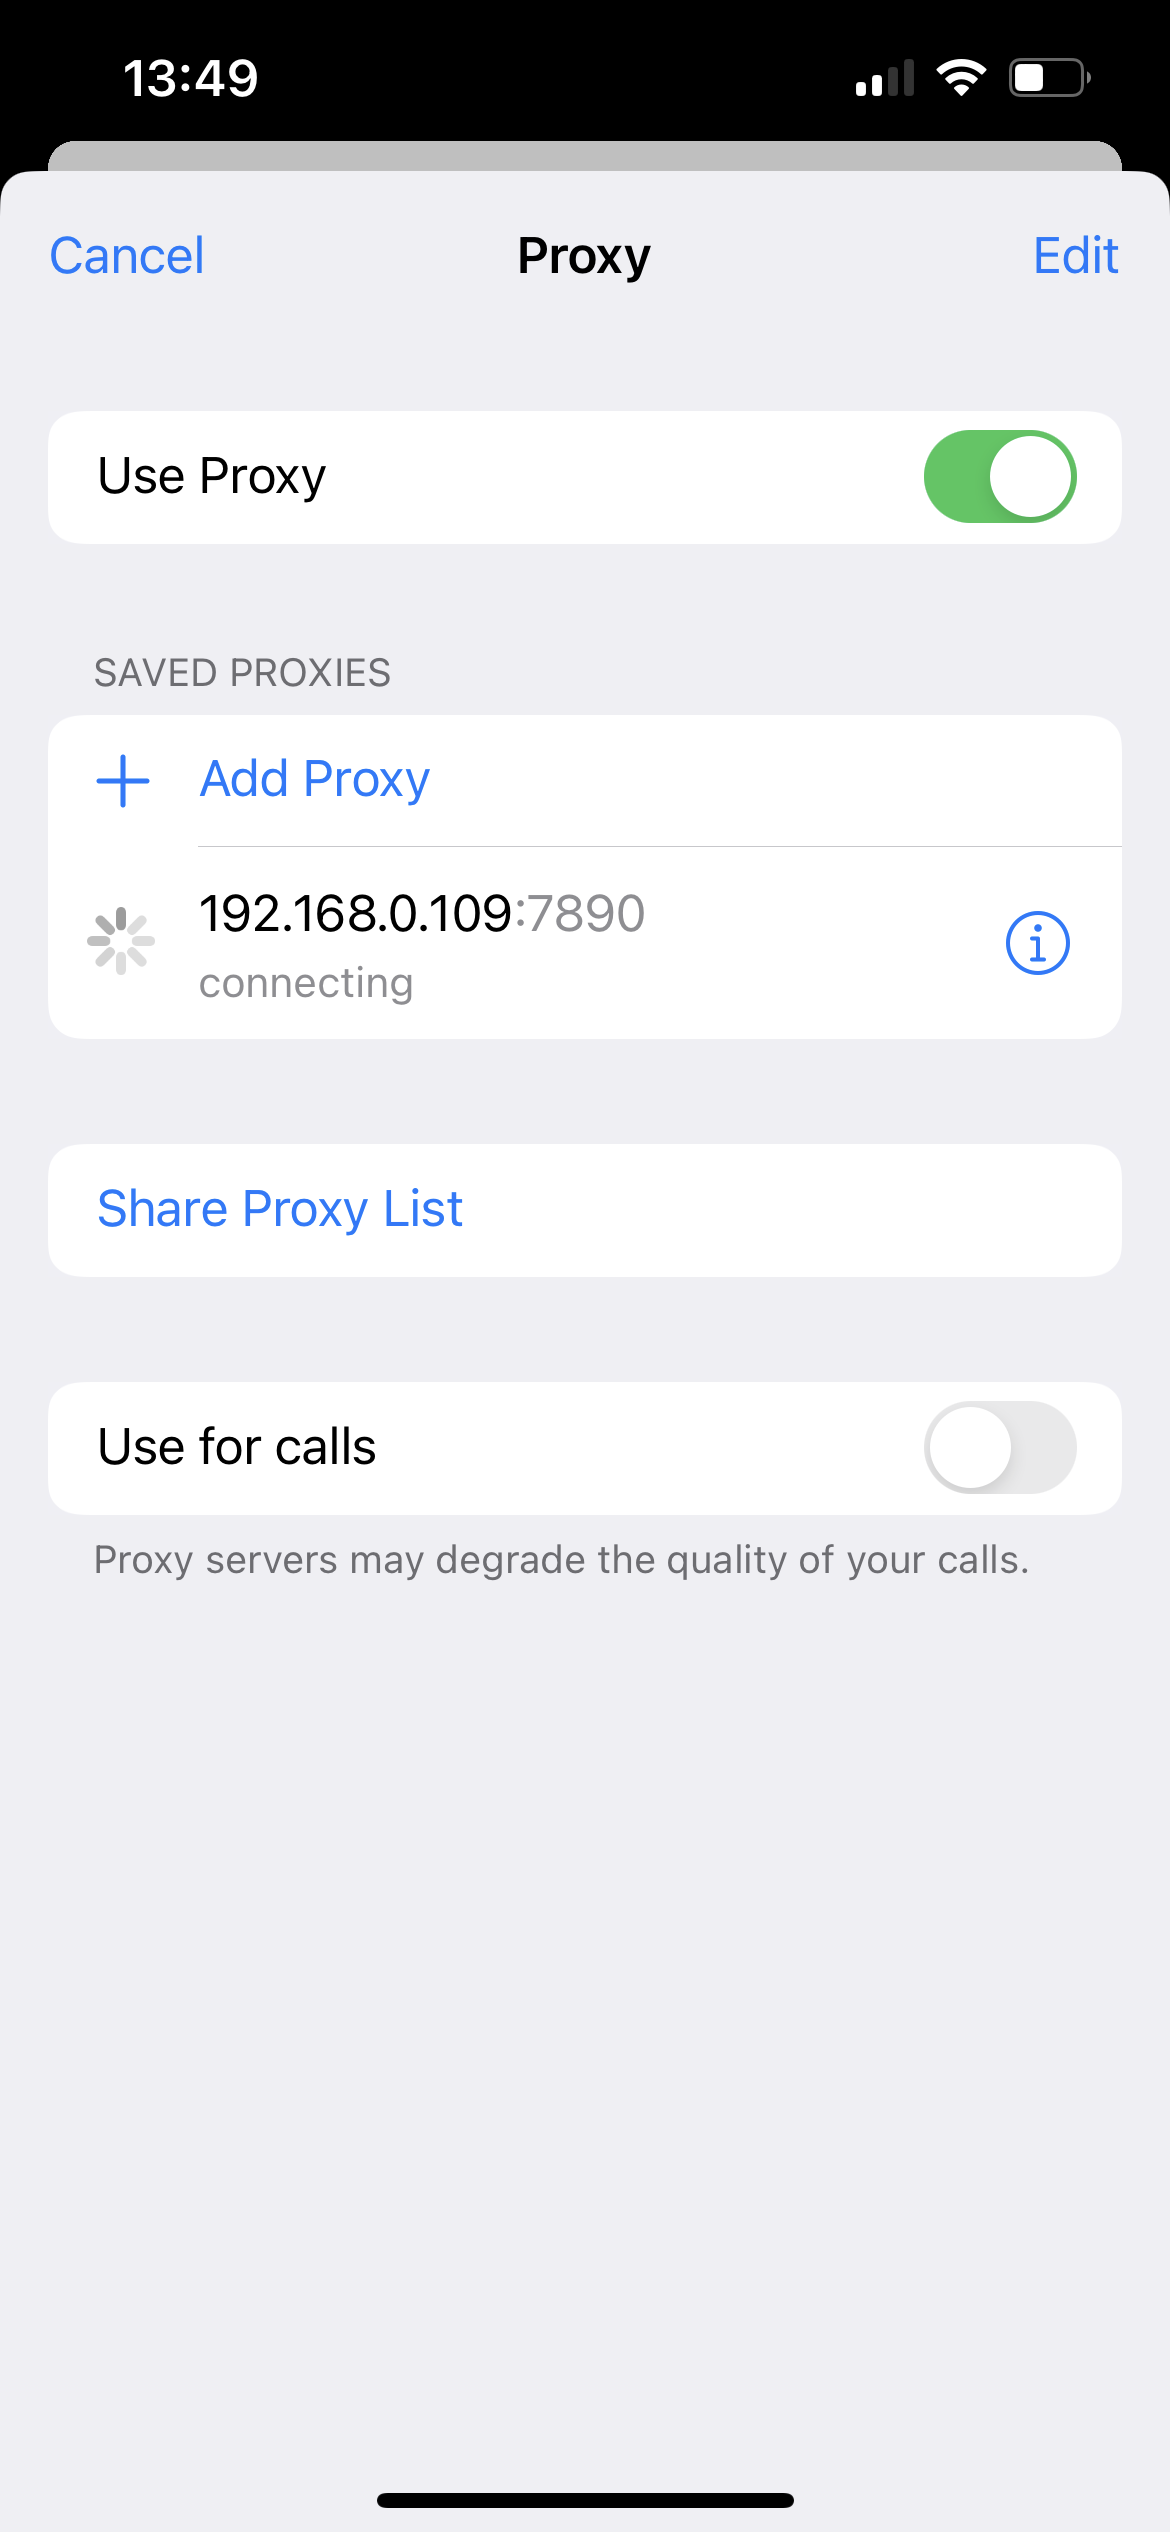 13:49
Cancel Proxy Edit
Use Proxy
SAVED PROXIES
Add Proxy
192.168.0.109:7890
connecting
Share Proxy List
Use for calls
Proxy servers may degrade the quality of your calls.